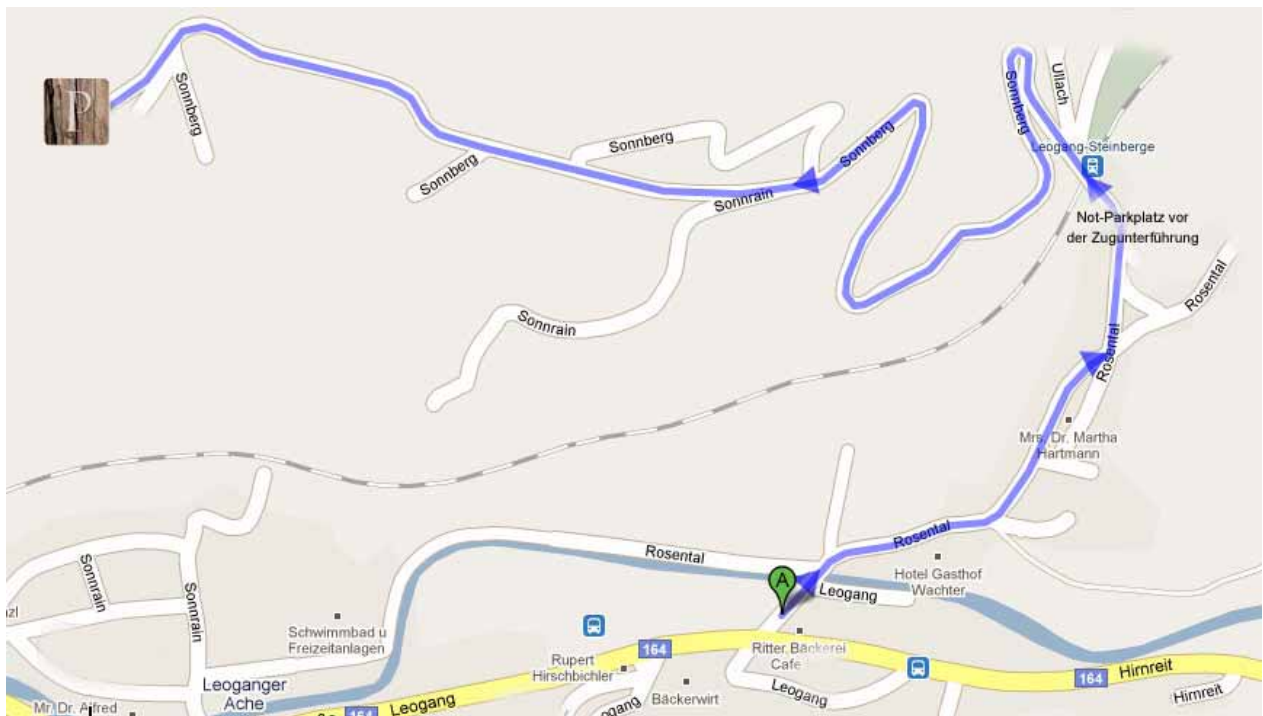 P
Sonnberg
Sonnberg
Sonnberg
Sonnberg
Sonnberg
Ullach
Leogang-Steinberge
Not-Parkplatz vor
der Zugunterführung
Sonnrain
Sonnrain
Rosental
Rosental
Mrs. Dr. Martha
Hartmann
Rosental
Rosental
A
Leogang
Hotel Gasthof
Wachter
Sonnrain
Sonnrain
Schwimmbad u
Freizeitanlagen
Rupert
Hirschbichler
164
Ritter Bäckerei
Cafe
Leogang
Bäckerwirt
164
Hirnreit
Hirnreit
Leoganger
Ache
Mr. Dr. Alfred
164
Leogang